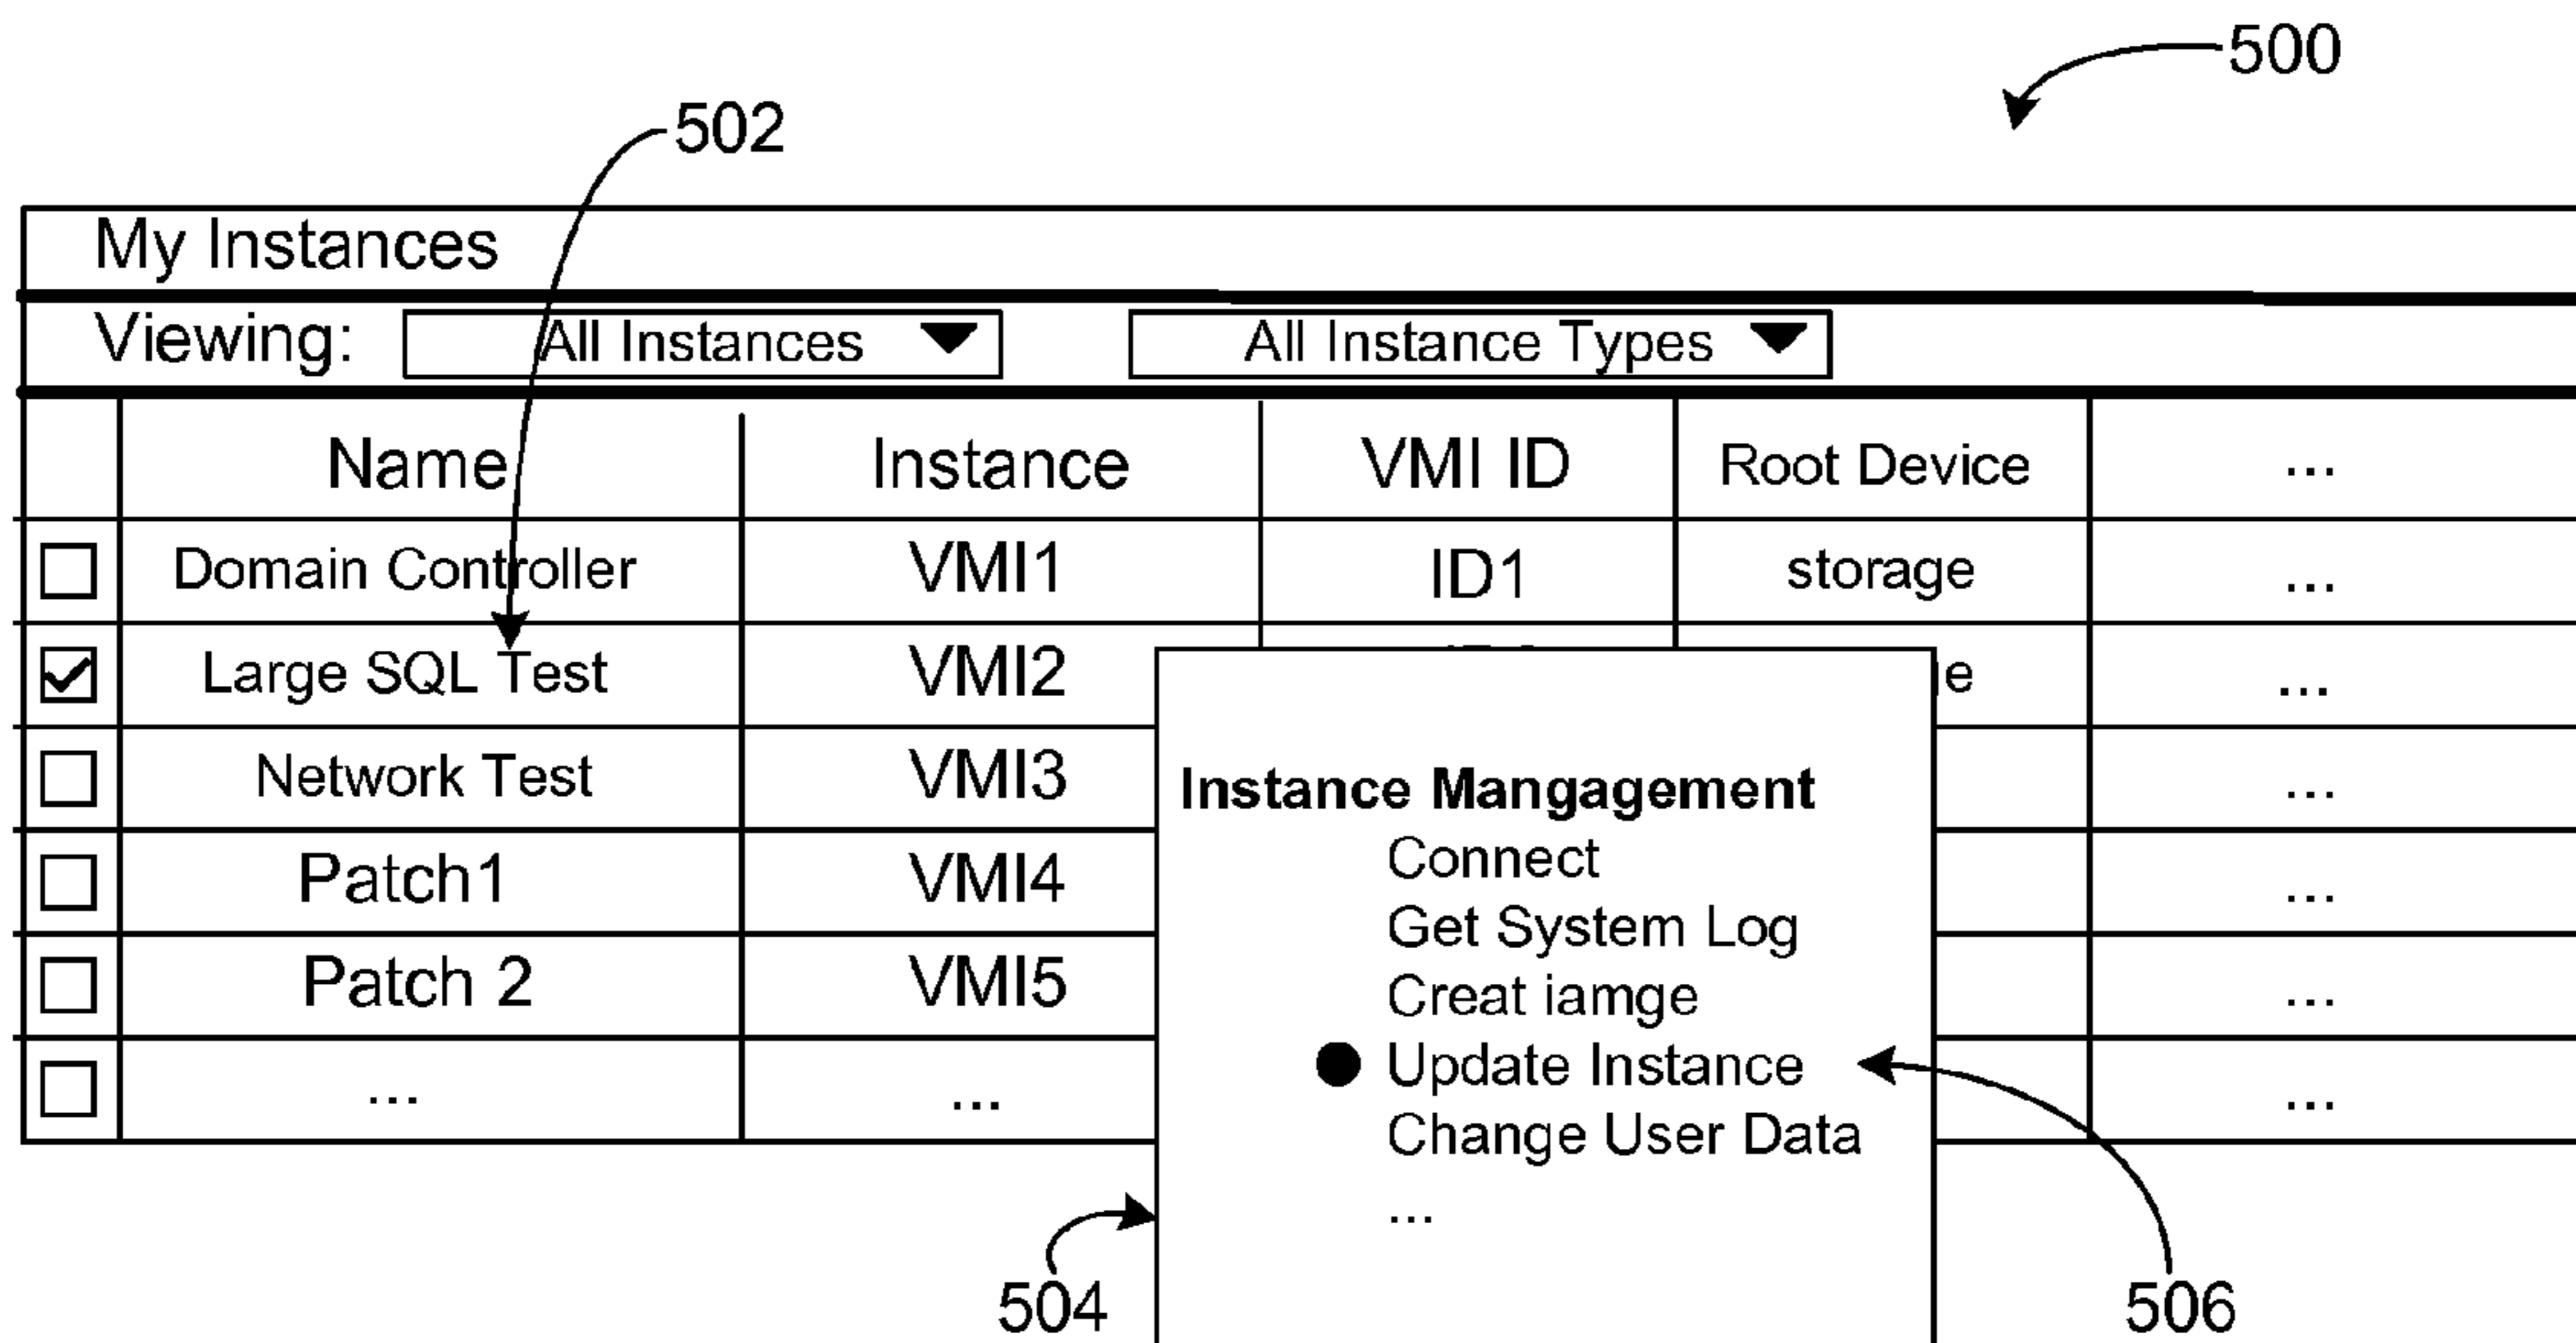 500
502
My Instances
Viewing: All Instances All Instance Types
Name Instance VMI ID Root Device ...
Domain Controller VMI1 ID1 storage ...
Large SQL Test VMI2 e ...
Network Test VMI3 ...
Patch1 VMI4 ...
Patch 2 VMI5 ...
... ... ...
Instance Mangagement
Connect
Get System Log
Creat iamge
Update Instance
Change User Data
...
504
506